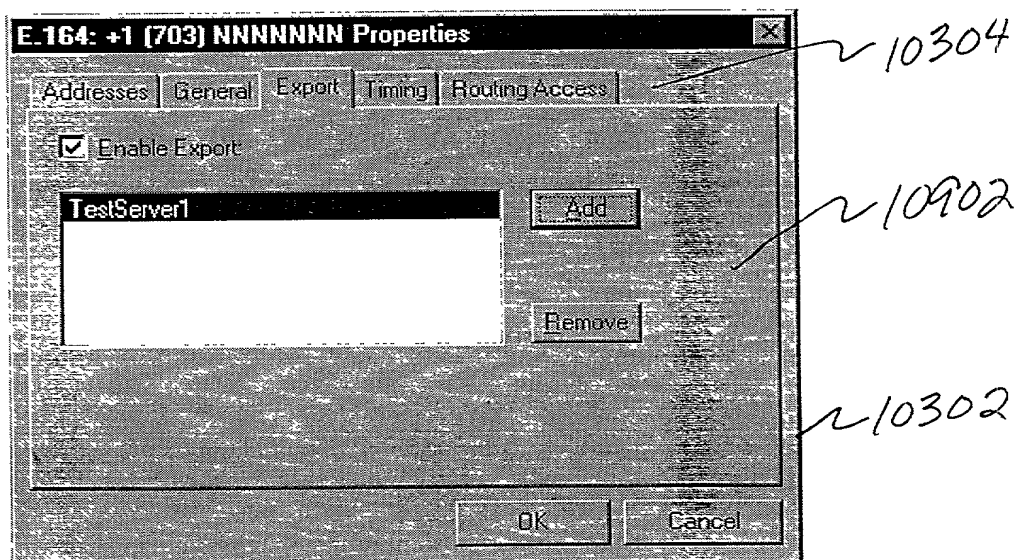 E.164: +1 (703) NNNNNNN Properties
10304
Addresses General Export Timing Routing Access
Enable Export
TestServer1
Add
10902
Remove
10302
OK Cancel